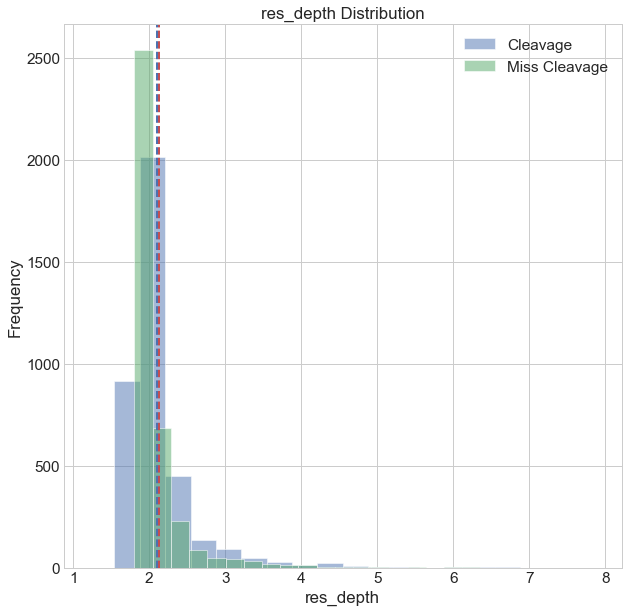 res_depth Distribution
Cleavage
Miss Cleavage
Frequency
2500
2000
1500
1000
500
0
1 2 3 4 5 6 7 8
res_depth